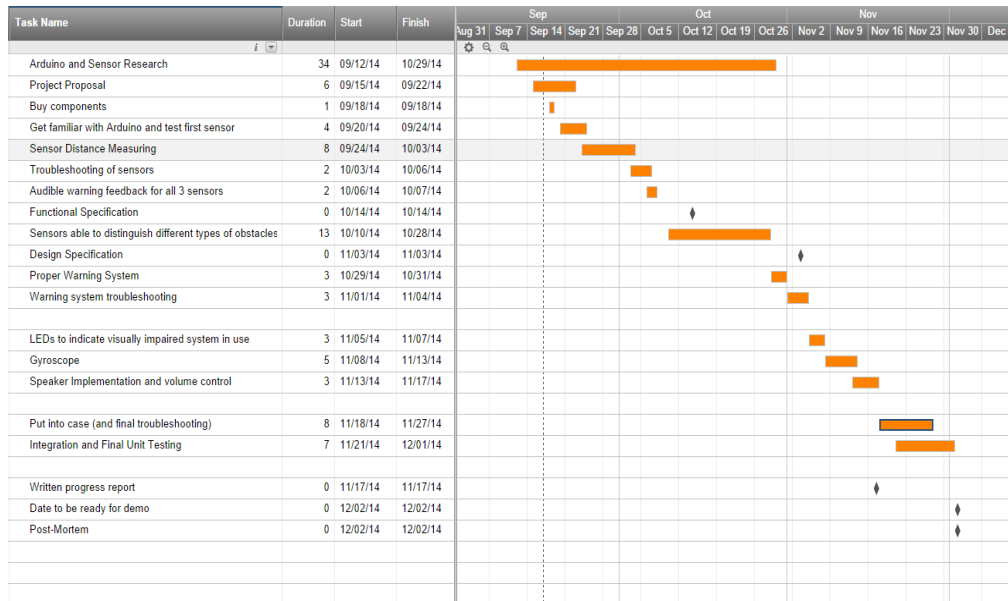 Sep Oct Nov
Task Name Duration Start Finish
Aug 31 Sep 7 Sep 14 Sep 21 Sep 28 Oct 5 Oct 12 Oct 19 Oct 26 Nov 2 Nov 9 Nov 16 Nov 23 Nov 30 Dec
i
Arduino and Sensor Research 34 09/12/14 10/29/14
Project Proposal 6 09/15/14 09/22/14
Buy components 1 09/18/14 09/18/14
Get familiar with Arduino and test first sensor 4 09/20/14 09/24/14
Sensor Distance Measuring 8 09/24/14 10/03/14
Troubleshooting of sensors 2 10/03/14 10/06/14
Audible warning feedback for all 3 sensors 2 10/06/14 10/07/14
Functional Specification 0 10/14/14 10/14/14
Sensors able to distinguish different types of obstacles 13 10/10/14 10/28/14
Design Specification 0 11/03/14 11/03/14
Proper Warning System 3 10/29/14 10/31/14
Warning system troubleshooting 3 11/01/14 11/04/14
LEDs to indicate visually impaired system in use 3 11/05/14 11/07/14
Gyroscope 5 11/08/14 11/13/14
Speaker Implementation and volume control 3 11/13/14 11/17/14
Put into case (and final troubleshooting) 8 11/18/14 11/27/14
Integration and Final Unit Testing 7 11/21/14 12/01/14
Written progress report 0 11/17/14 11/17/14
Date to be ready for demo 0 12/02/14 12/02/14
Post-Mortem 0 12/02/14 12/02/14